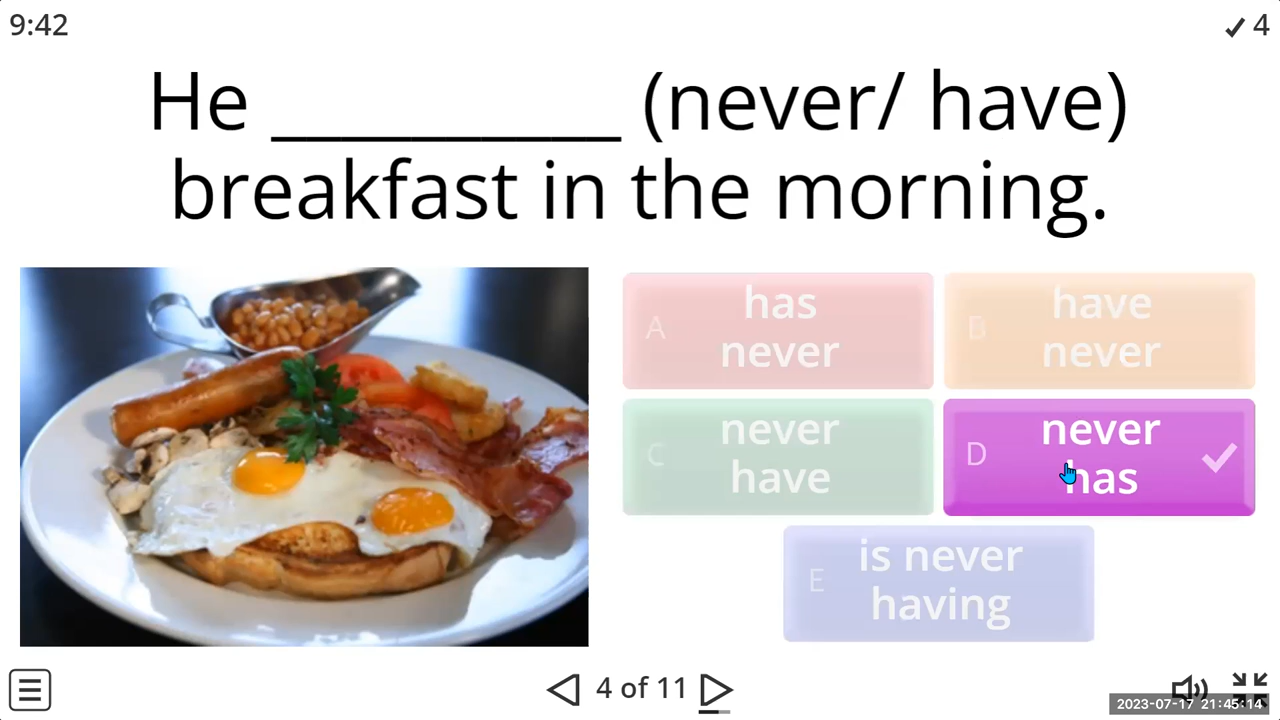 9:42
✓ 4
He __________ (never/ have)
breakfast in the morning.
A has
never
B have
never
C never
have
D never
has
E is never
having
4 of 11
2023-07-17 21:45:14